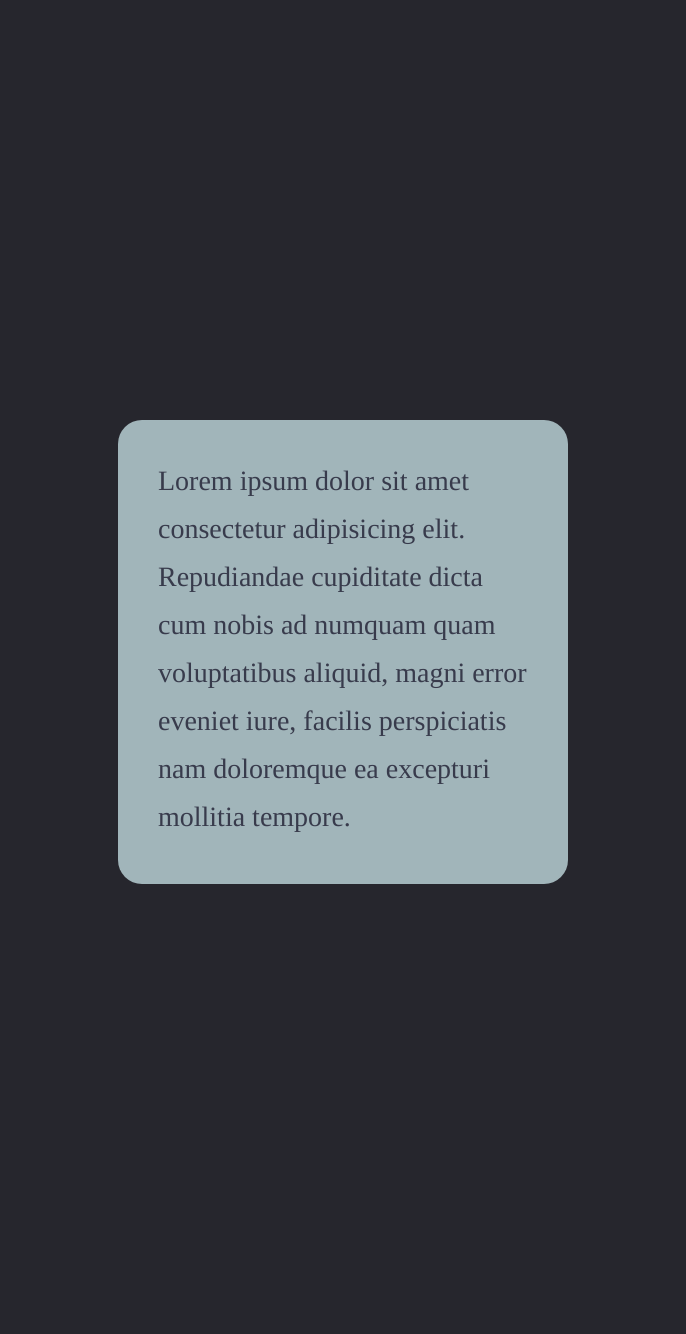 Lorem ipsum dolor sit amet
consectetur adipisicing elit.
Repudiandae cupiditate dicta
cum nobis ad numquam quam
voluptatibus aliquid, magni error
eveniet iure, facilis perspiciatis
nam doloremque ea excepturi
mollitia tempore.